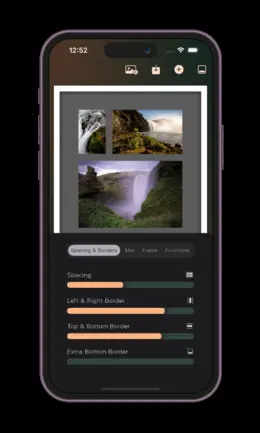 12:52
Spacing & Borders Mat Frame Functions
Spacing
Left & Right Border
Top & Bottom Border
Extra Bottom Border